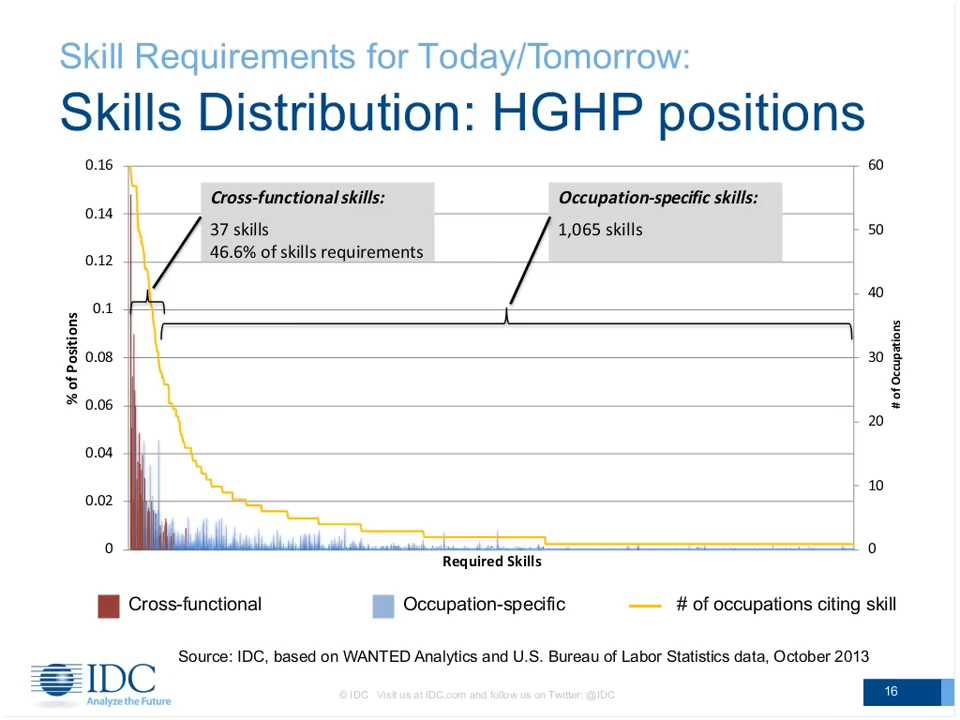 Skill Requirements for Today/Tomorrow:
Skills Distribution: HGHP positions
0.16
0.14
0.12
0.1
0.08
0.06
0.04
0.02
0
% of Positions
Cross-functional skills:
37 skills
46.6% of skills requirements
Occupation-specific skills:
1,065 skills
60
50
40
30
20
10
0
# of Occupations
Required Skills
Cross-functional
Occupation-specific
# of occupations citing skill
Source: IDC, based on WANTED Analytics and U.S. Bureau of Labor Statistics data, October 2013
IDC
Analyze the Future
© IDC Visit us at IDC.com and follow us on Twitter: @IDC
16